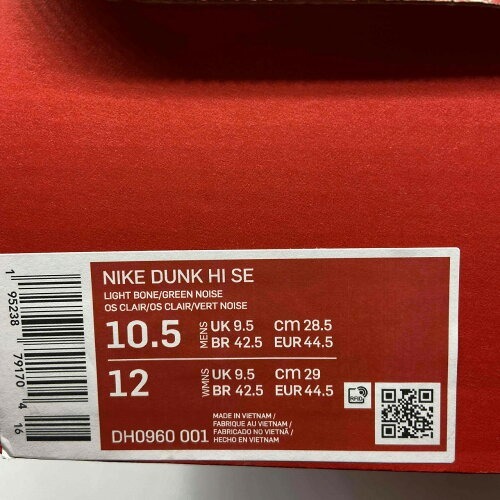 NIKE DUNK HI SE
LIGHT BONE/GREEN NOISE
OS CLAIR/OS CLAIR/VERT NOISE
10.5 MENS UK 9.5 CM 28.5
BR 42.5 EUR 44.5
12 WMNS UK 9.5 CM 29
BR 42.5 EUR 44.5
RFID
DH0960 001
MADE IN VIETNAM /
FABRIQUE AU VIETNAM /
FABRICADO NO VIETNÃ /
HECHO EN VIETNAM
1 95238 79170 4 16